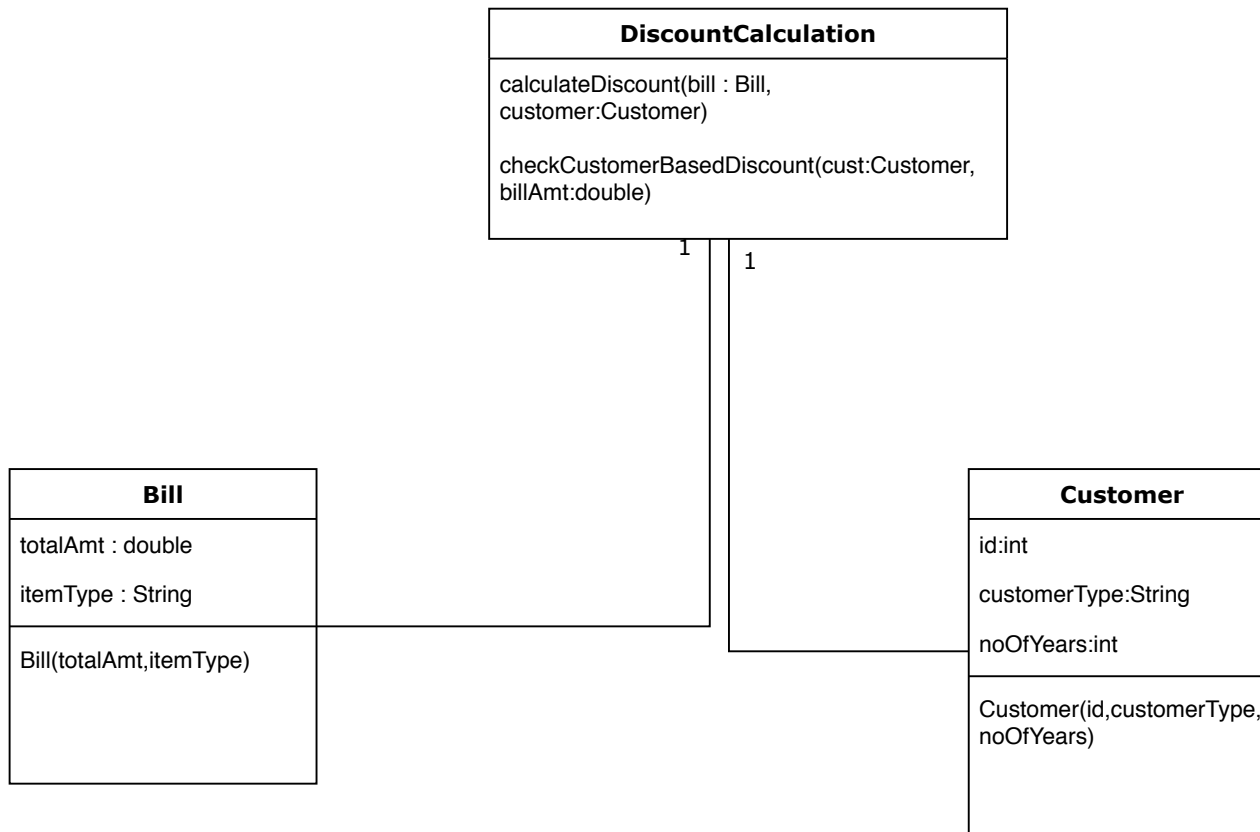 DiscountCalculation
calculateDiscount(bill : Bill,
customer:Customer)
checkCustomerBasedDiscount(cust:Customer,
billAmt:double)
1
1
Bill
totalAmt : double
itemType : String
Bill(totalAmt,itemType)
Customer
id:int
customerType:String
noOfYears:int
Customer(id,customerType,
noOfYears)